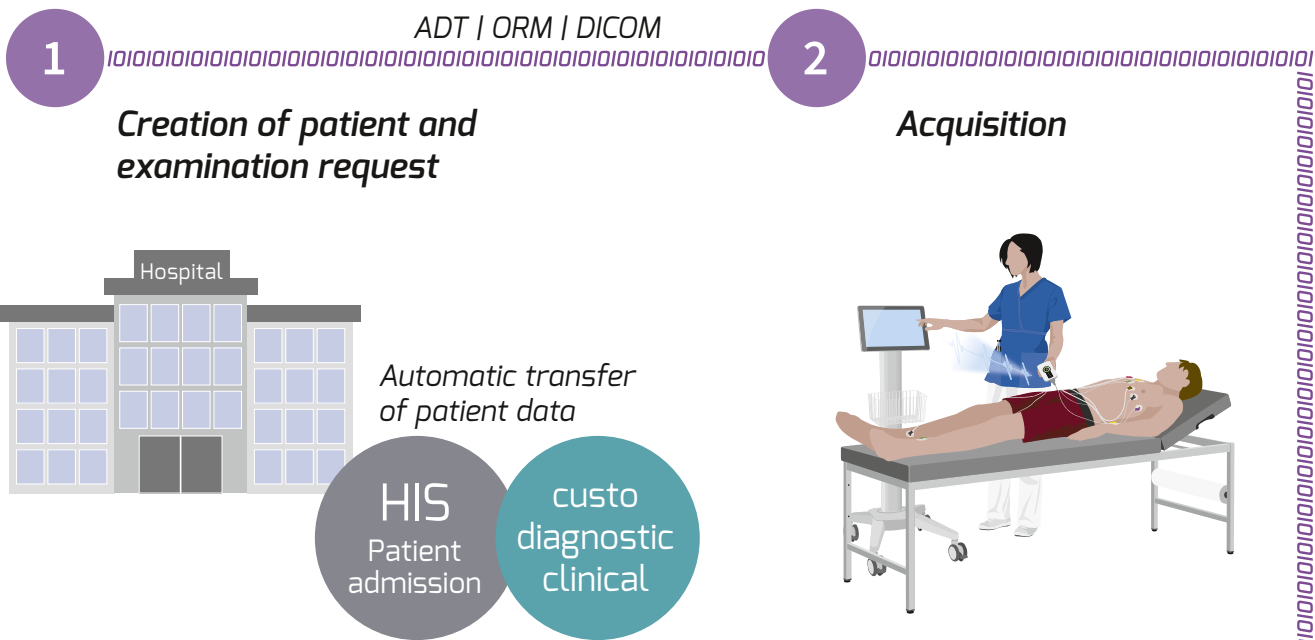 ADT | ORM | DICOM
1
2
Creation of patient and
examination request
Acquisition
Hospital
Automatic transfer
of patient data
HIS
Patient
admission
custo
diagnostic
clinical